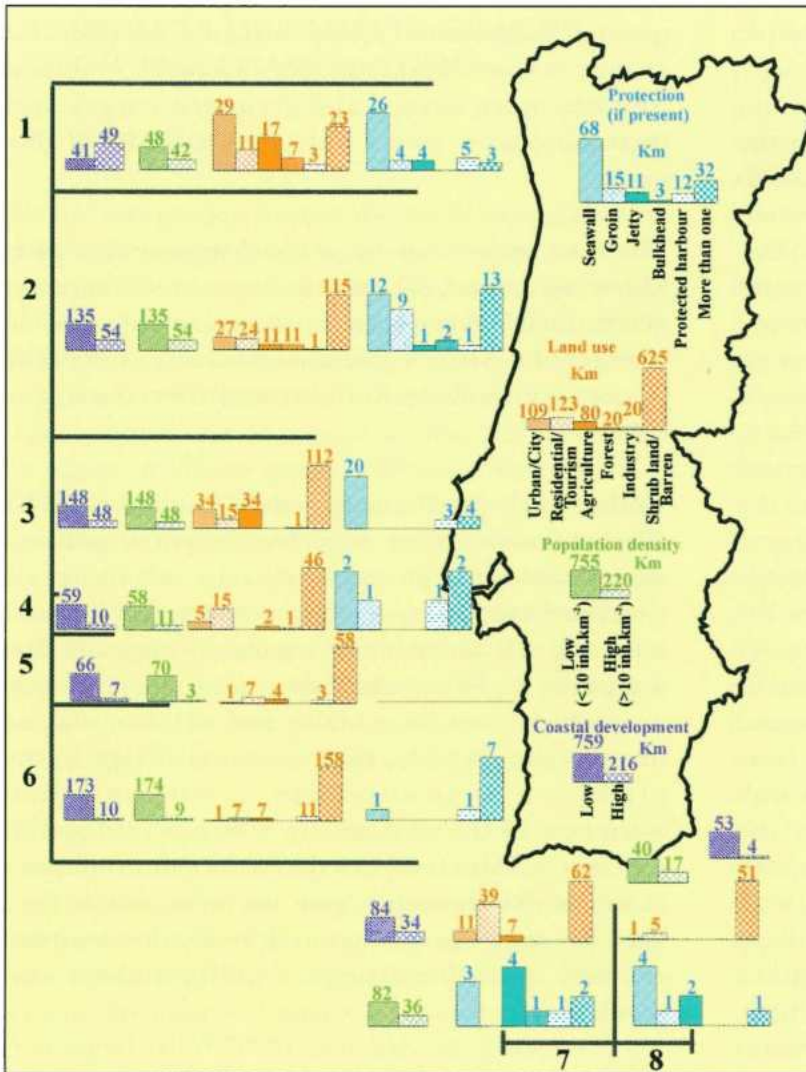 1
41 49 48 42 29 11 17 7 3 23 26 4 4 5 3
2
135 54 135 54 27 24 11 11 1 115 12 9 1 2 1 13
3
148 48 148 48 34 15 34 1 112 20 3 4
4
59 10 58 11 5 15 2 1 46 2 1 1 2
5
66 7 70 3 1 7 4 3 58
6
173 10 174 9 1 7 7 11 158 1 1 7
Protection
(if present)
Km
68 15 11 3 12 32
Seawall
Groin
Jetty
Bulkhead
Protected harbour
More than one
Land use
Km
109 123 80 20 20 625
Urban/City
Residential/
Tourism
Agriculture
Forest
Industry
Shrub land/
Barren
Population density
Km
755 220
Low
(<10 inh.km⁻²)
High
(>10 inh.km⁻²)
Coastal development
Km
759 216
Low
High
84 34 11 39 7 62
82 36 3 4 1 1 2
7
53 4
40 17
1 5 51
4 1 2 1
8